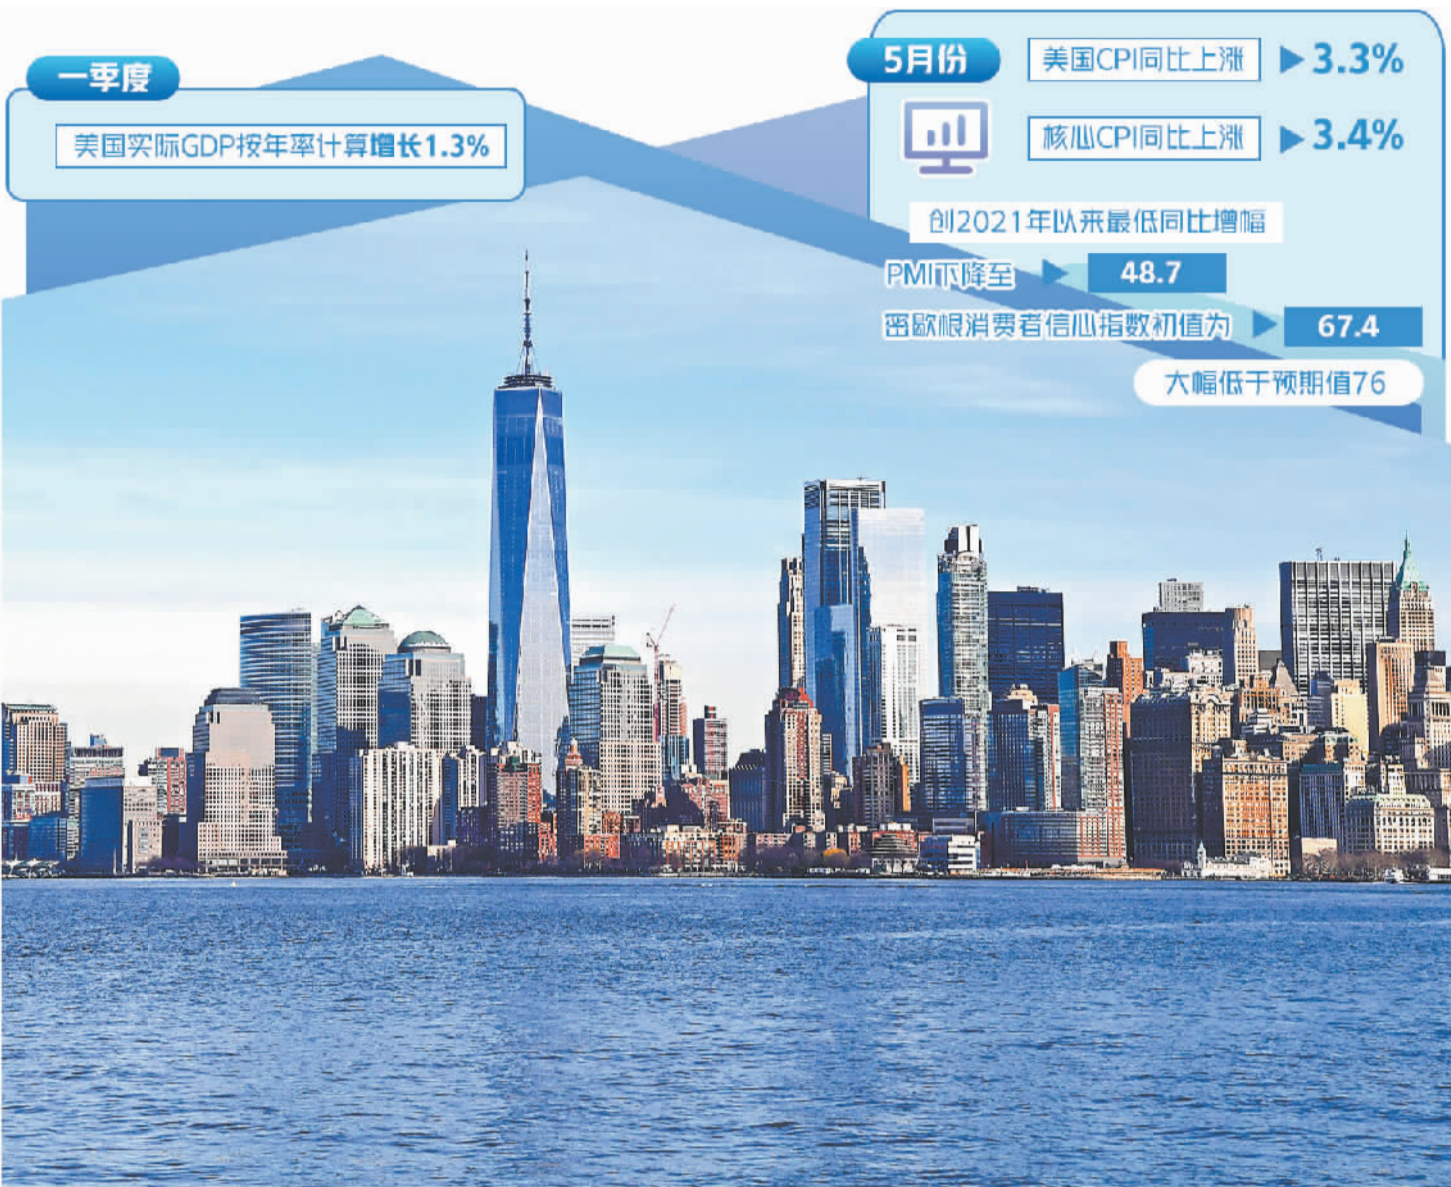 一季度
美国实际GDP按年率计算增长1.3%
5月份
美国CPI同比上涨 3.3%
核心CPI同比上涨 3.4%
创2021年以来最低同比增幅
PMI下降至 48.7
密歇根消费者信心指数初值为 67.4
大幅低于预期值76